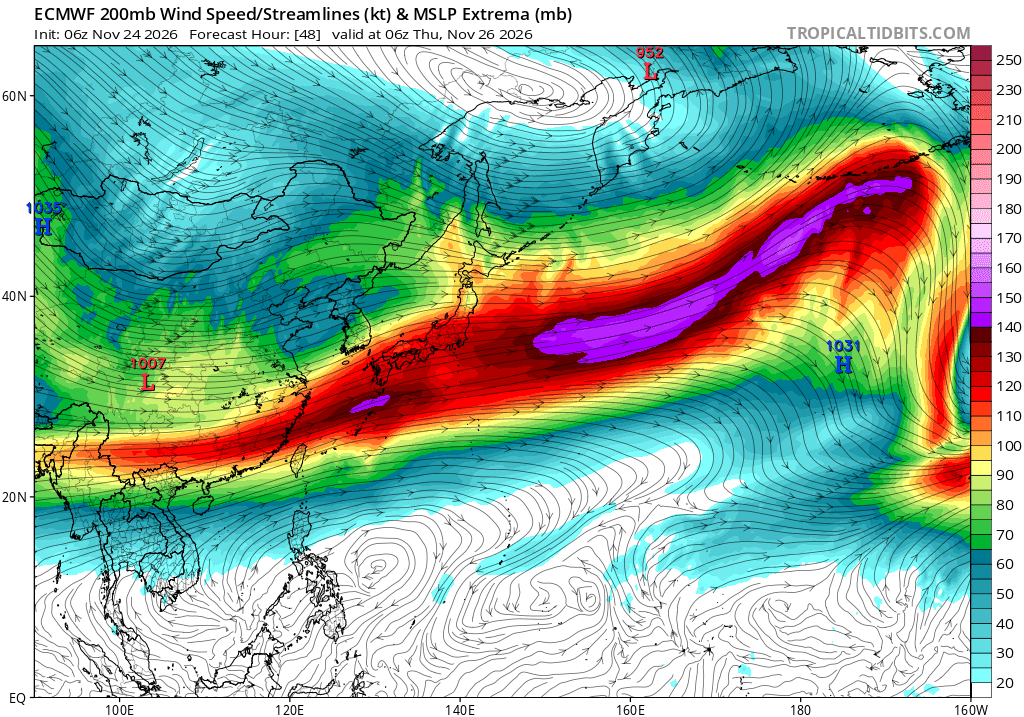 ECMWF 200mb Wind Speed/Streamlines (kt) & MSLP Extrema (mb)
Init: 06z Nov 24 2026 Forecast Hour: [48] valid at 06z Thu, Nov 26 2026
TROPICALTIDBITS.COM
952
L
60N
1035
H
40N
1031
H
1007
L
20N
EQ
100E 120E 140E 160E 180 160W
250
230
210
200
190
180
170
160
150
140
130
120
110
100
90
80
70
60
50
40
30
20